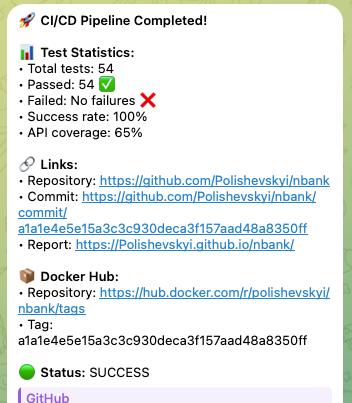 🚀 CI/CD Pipeline Completed!
📊 Test Statistics:
• Total tests: 54
• Passed: 54 ✅
• Failed: No failures ❌
• Success rate: 100%
• API coverage: 65%
🔗 Links:
• Repository: https://github.com/Polishevskyi/nbank
• Commit: https://github.com/Polishevskyi/nbank/
commit/
a1a1e4e5e15a3c3c930deca3f157aad48a8350ff
• Report: https://Polishevskyi.github.io/nbank/
📦 Docker Hub:
• Repository: https://hub.docker.com/r/polishevskyi/
nbank/tags
• Tag:
a1a1e4e5e15a3c3c930deca3f157aad48a8350ff
🟢 Status: SUCCESS
GitHub